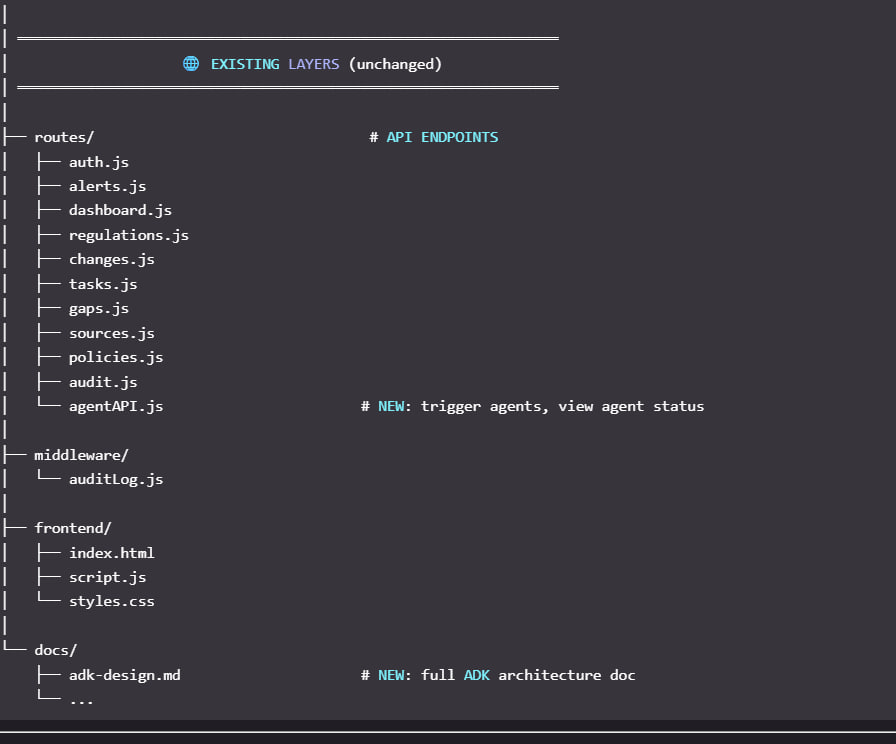 🌐 EXISTING LAYERS (unchanged)
├── routes/ # API ENDPOINTS
│   ├── auth.js
│   ├── alerts.js
│   ├── dashboard.js
│   ├── regulations.js
│   ├── changes.js
│   ├── tasks.js
│   ├── gaps.js
│   ├── sources.js
│   ├── policies.js
│   ├── audit.js
│   └── agentAPI.js # NEW: trigger agents, view agent status
├── middleware/
│   └── auditLog.js
├── frontend/
│   ├── index.html
│   ├── script.js
│   └── styles.css
└── docs/
    ├── adk-design.md # NEW: full ADK architecture doc
    └── ...